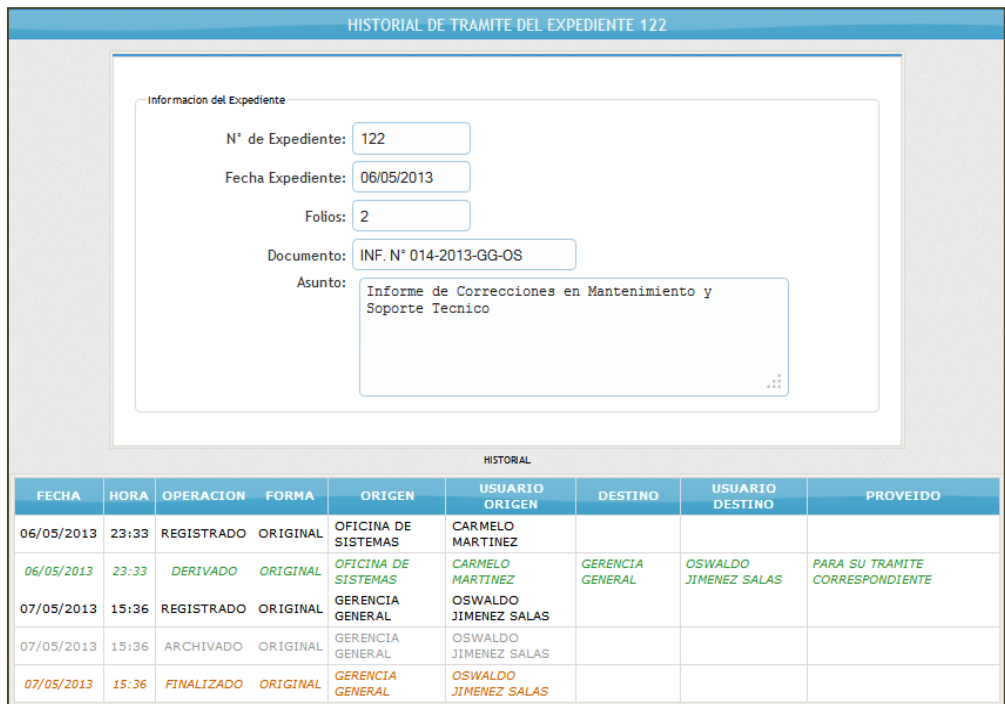 HISTORIAL DE TRAMITE DEL EXPEDIENTE 122
Informacion del Expediente
N° de Expediente: 122
Fecha Expediente: 06/05/2013
Folios: 2
Documento: INF. N° 014-2013-GG-OS
Asunto: Informe de Correcciones en Mantenimiento y
Soporte Tecnico
HISTORIAL
FECHA HORA OPERACION FORMA ORIGEN USUARIO ORIGEN DESTINO USUARIO DESTINO PROVEIDO
06/05/2013 23:33 REGISTRADO ORIGINAL OFICINA DE SISTEMAS CARMELO MARTINEZ
06/05/2013 23:33 DERIVADO ORIGINAL OFICINA DE SISTEMAS CARMELO MARTINEZ GERENCIA GENERAL OSWALDO JIMENEZ SALAS PARA SU TRAMITE CORRESPONDIENTE
07/05/2013 15:36 REGISTRADO ORIGINAL GERENCIA GENERAL OSWALDO JIMENEZ SALAS
07/05/2013 15:36 ARCHIVADO ORIGINAL GERENCIA GENERAL OSWALDO JIMENEZ SALAS
07/05/2013 15:36 FINALIZADO ORIGINAL GERENCIA GENERAL OSWALDO JIMENEZ SALAS